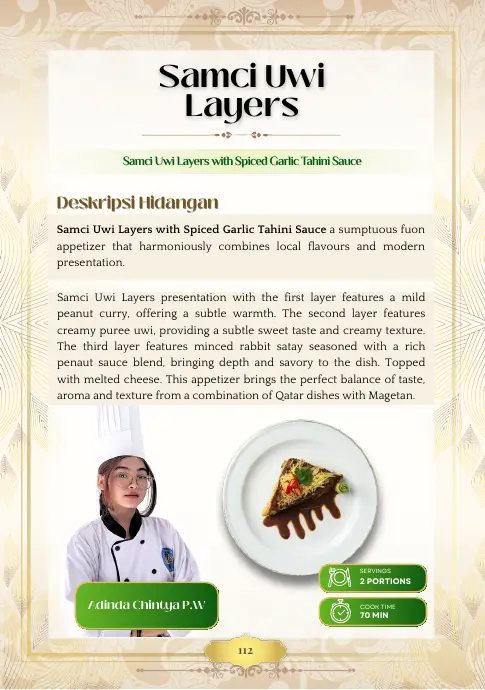 Samci Uwi
Layers
Samci Uwi Layers with Spiced Garlic Tahini Sauce
Deskripsi Hidangan
Samci Uwi Layers with Spiced Garlic Tahini Sauce a sumptuous fuon
appetizer that harmoniously combines local flavours and modern
presentation.
Samci Uwi Layers presentation with the first layer features a mild
peanut curry, offering a subtle warmth. The second layer features
creamy puree uwi, providing a subtle sweet taste and creamy texture.
The third layer features minced rabbit satay seasoned with a rich
penaut sauce blend, bringing depth and savory to the dish. Topped
with melted cheese. This appetizer brings the perfect balance of taste,
aroma and texture from a combination of Qatar dishes with Magetan.
Adinda Chintya P.W
SERVINGS
2 PORTIONS
COOK TIME
70 MIN
112